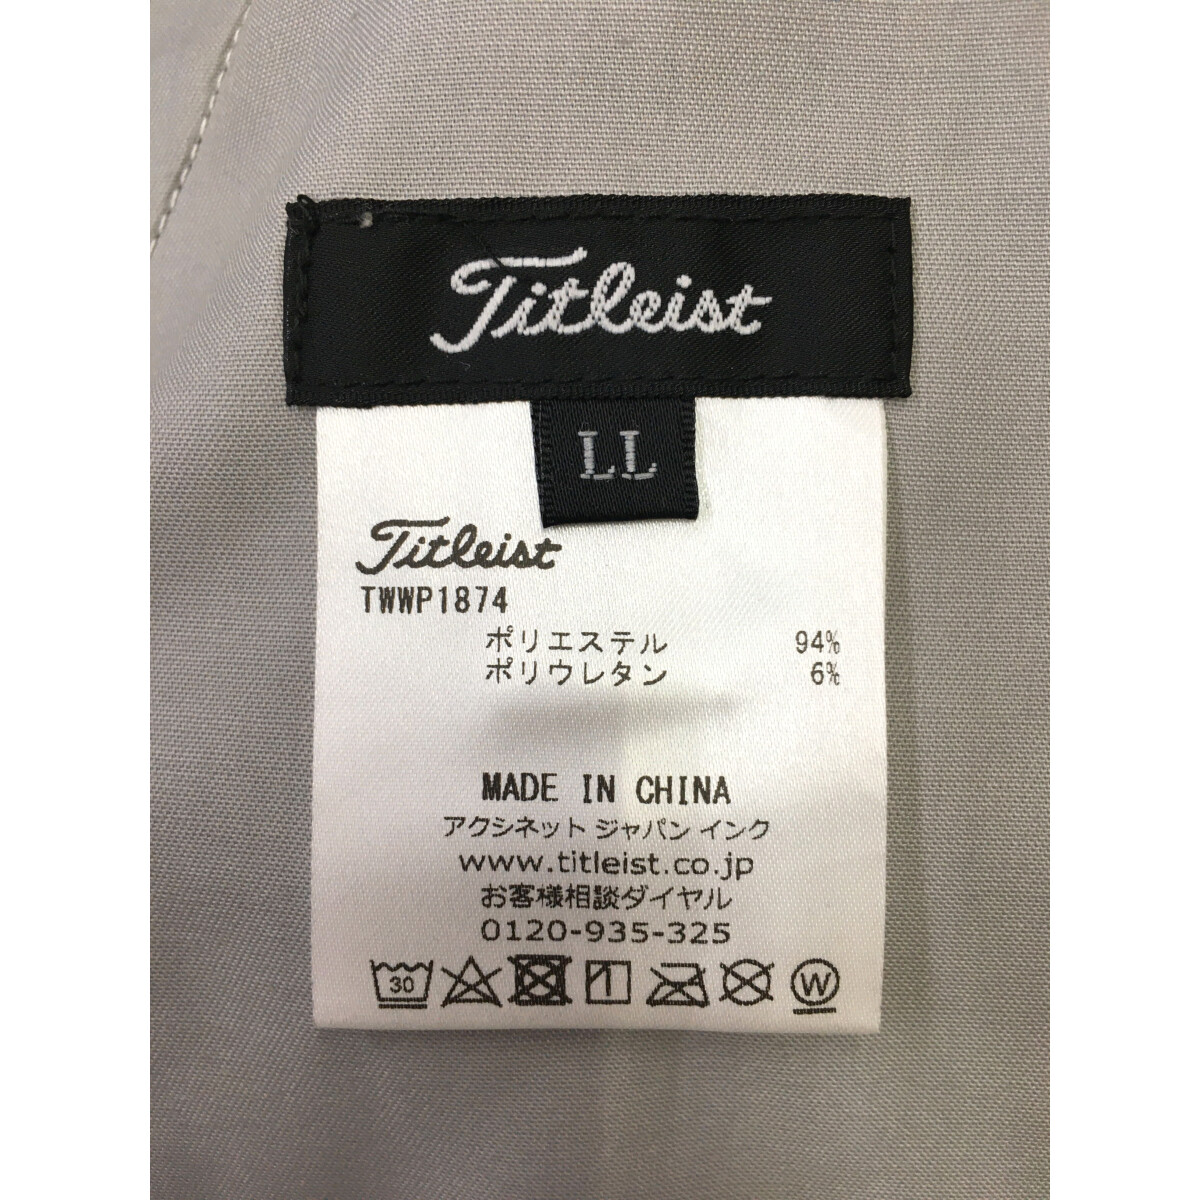 Titleist
LL
Titleist
TWWP1874
ポリエステル 94%
ポリウレタン 6%
MADE IN CHINA
アクシネット ジャパン インク
www.titleist.co.jp
お客様相談ダイヤル
0120-935-325
30 W